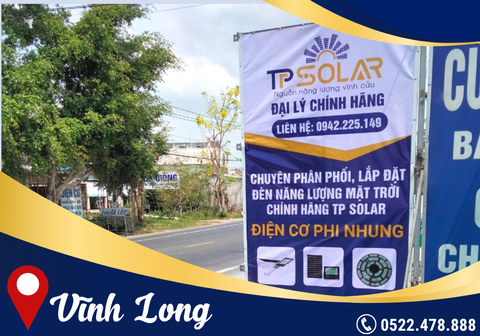 TP SOLAR
Nguồn năng lượng vĩnh cửu
ĐẠI LÝ CHÍNH HÃNG
LIÊN HỆ: 0942.225.149
CHUYÊN PHÂN PHỐI, LẮP ĐẶT
ĐÈN NĂNG LƯỢNG MẶT TRỜI
CHÍNH HÃNG TP SOLAR
ĐIỆN CƠ PHI NHUNG
Vĩnh Long
0522.478.888